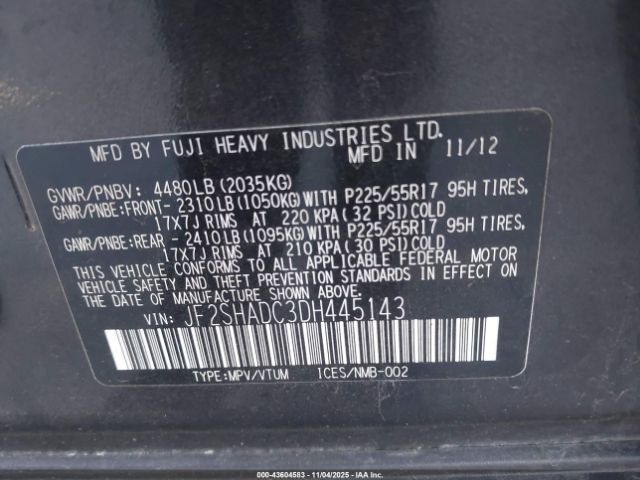 MFD BY FUJI HEAVY INDUSTRIES LTD.
MFD IN 11/12
GVWR/PNBV: 4480LB (2035KG)
GAWR/PNBE:FRONT- 2310LB(1050KG)WITH P225/55R17 95H TIRES,
17X7J RIMS AT 220 KPA( 32 PSI)COLD
GAWR/PNBE:REAR - 2410LB(1095KG)WITH P225/55R17 95H TIRES,
17X7J RIMS AT 210 KPA( 30 PSI)COLD
THIS VEHICLE CONFORMS TO ALL APPLICABLE FEDERAL MOTOR
VEHICLE SAFETY AND THEFT PREVENTION STANDARDS IN EFFECT ON
THE DATE OF MANUFACTURE SHOWN ABOVE.
VIN: JF2SHADC3DH445143
TYPE:MPV/VTUM ICES/NMB-002
000-43604583 - 11/04/2025 - IAAI.COM